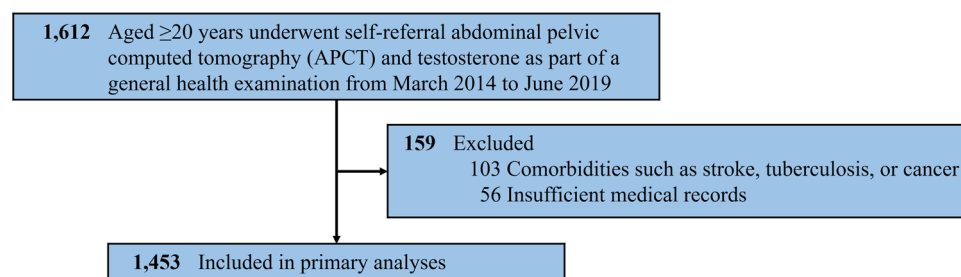 1,612 Aged ≥20 years underwent self-referral abdominal pelvic
computed tomography (APCT) and testosterone as part of a
general health examination from March 2014 to June 2019
159 Excluded
103 Comorbidities such as stroke, tuberculosis, or cancer
56 Insufficient medical records
1,453 Included in primary analyses